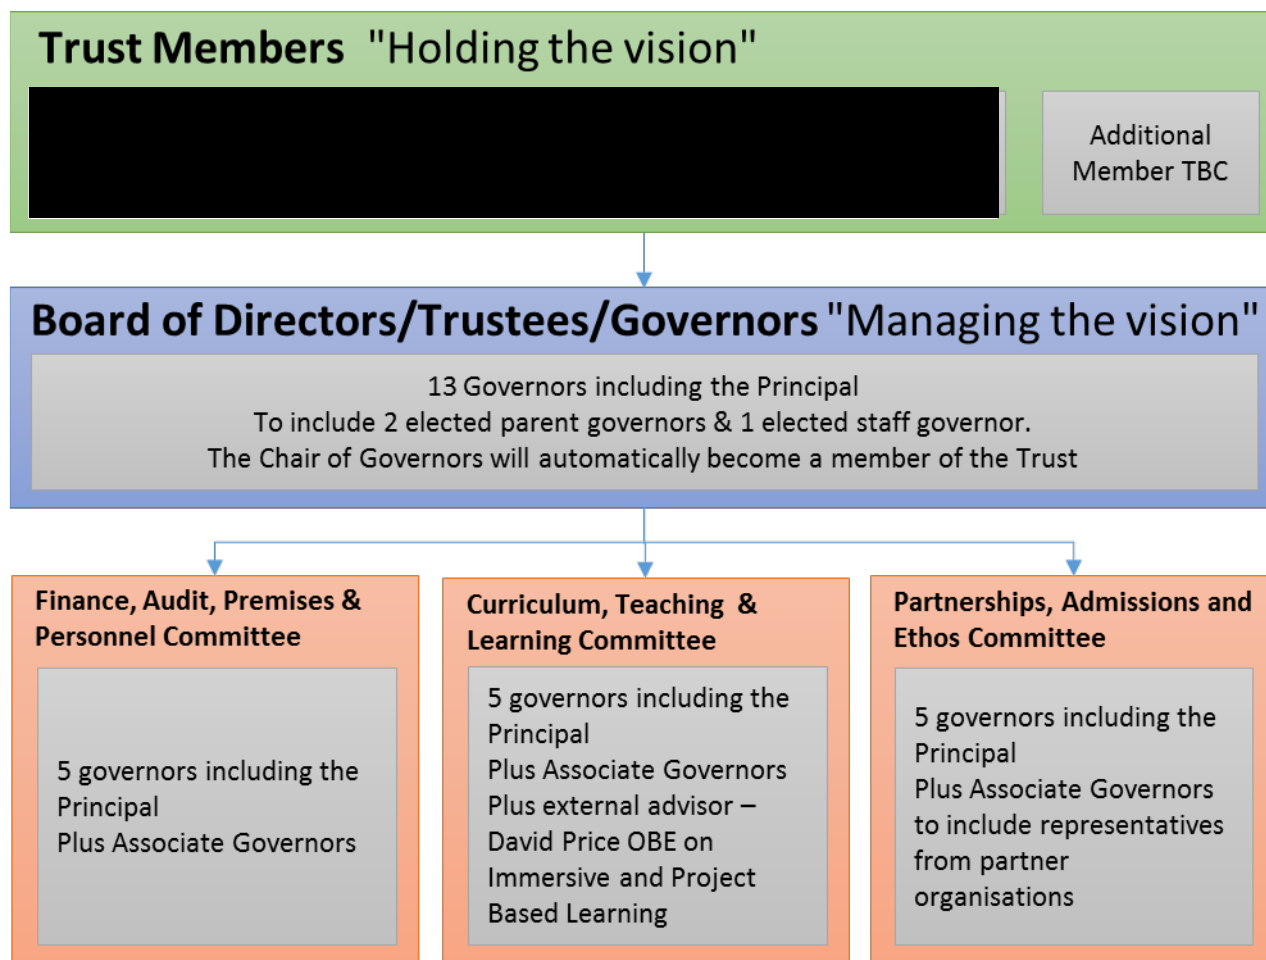 Trust Members "Holding the vision"
Additional
Member TBC
Board of Directors/Trustees/Governors "Managing the vision"
13 Governors including the Principal
To include 2 elected parent governors & 1 elected staff governor.
The Chair of Governors will automatically become a member of the Trust
Finance, Audit, Premises &
Personnel Committee
5 governors including the
Principal
Plus Associate Governors
Curriculum, Teaching &
Learning Committee
5 governors including the
Principal
Plus Associate Governors
Plus external advisor –
David Price OBE on
Immersive and Project
Based Learning
Partnerships, Admissions and
Ethos Committee
5 governors including the
Principal
Plus Associate Governors
to include representatives
from partner
organisations